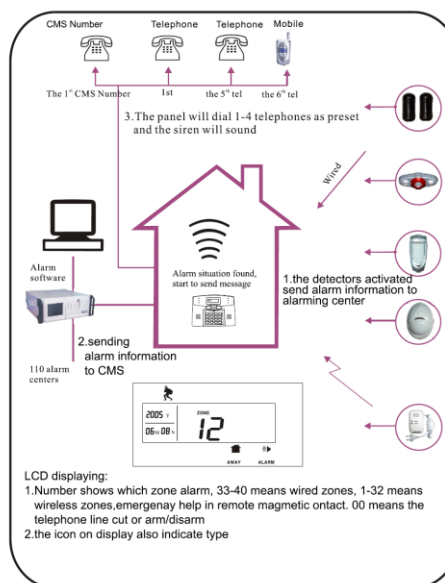 CMS Number
Telephone
Telephone
Mobile
The 1st CMS Number
1st
the 5th tel
the 6th tel
3.The panel will dial 1-4 telephones as preset
and the siren will sound
Wired
Alarm
software
Alarm situation found,
start to send message
1.the detectors activated
send alarm information to
alarming center
2.sending
alarm information
to CMS
110 alarm
centers
2005 Y
ZONE
12
06 M 08 D
AWAY
ALARM
LCD displaying:
1.Number shows which zone alarm, 33-40 means wired zones, 1-32 means
wireless zones,emergenay help in remote magmetic ontact. 00 means the
telephone line cut or arm/disarm
2.the icon on display also indicate type